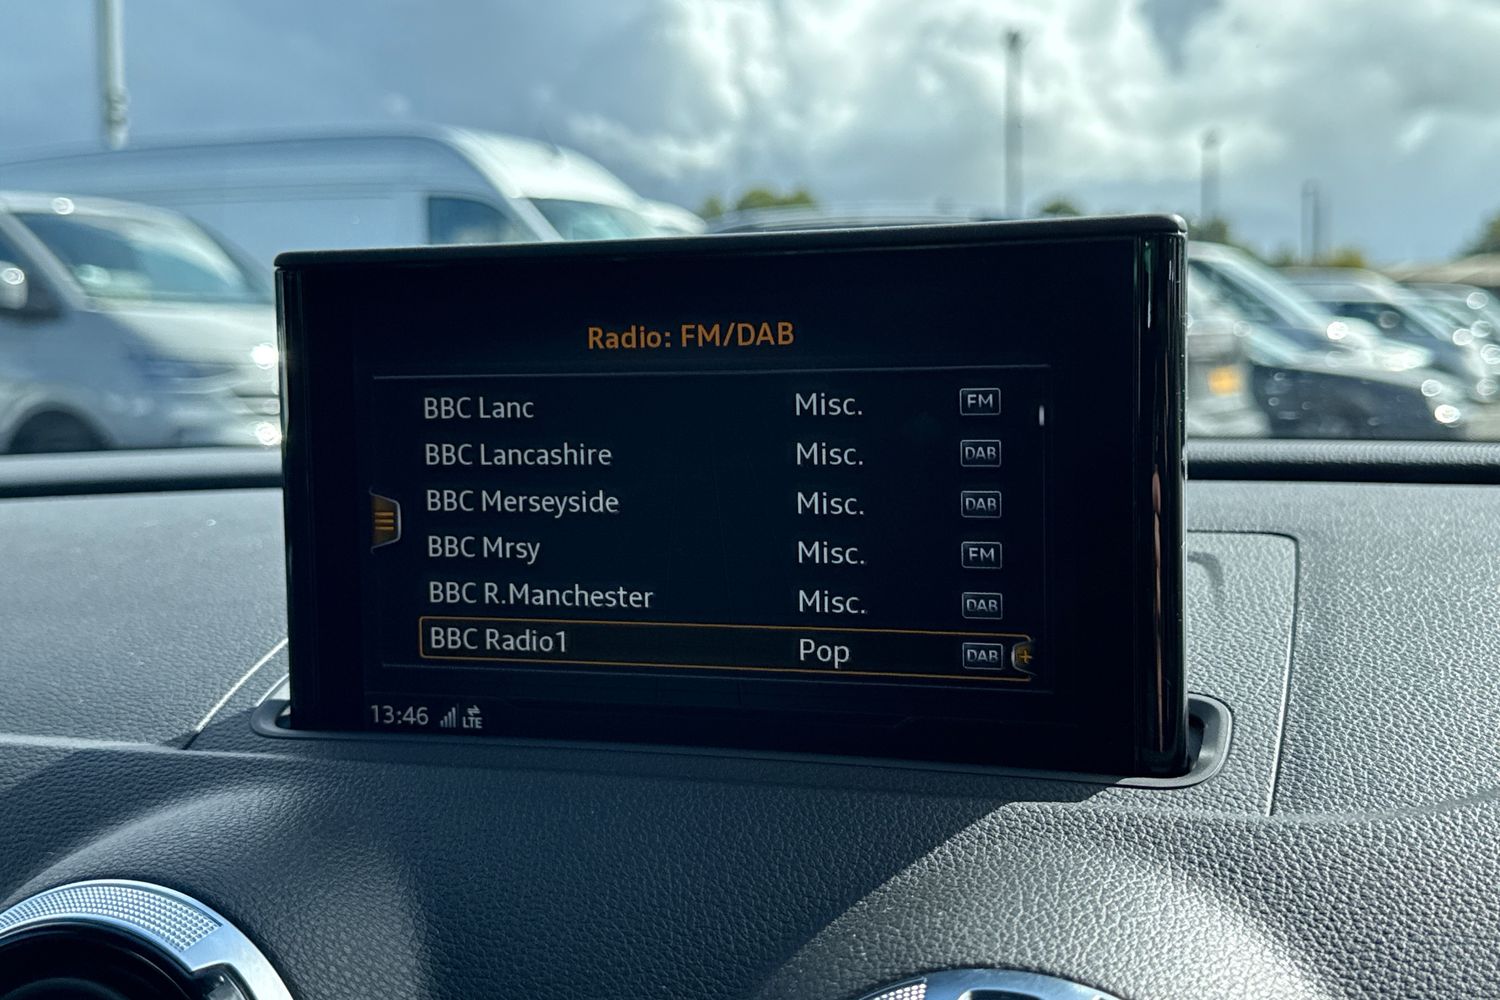 Radio: FM/DAB
BBC Lanc Misc. FM
BBC Lancashire Misc. DAB
BBC Merseyside Misc. DAB
BBC Mrsy Misc. FM
BBC R.Manchester Misc. DAB
BBC Radio1 Pop DAB +
13:46 LTE